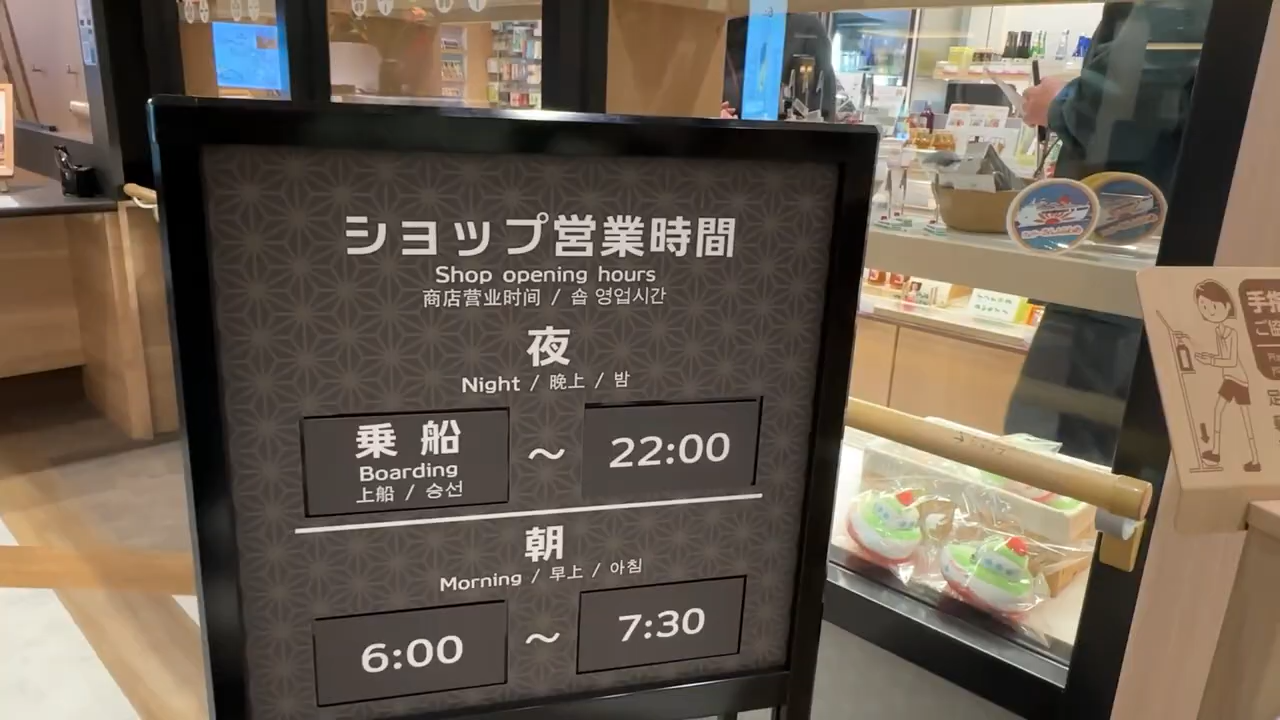 ショップ営業時間
Shop opening hours
商店营业时间 / 숍 영업시간
夜
Night / 晚上 / 밤
乗船 ～ 22:00
Boarding
上船 / 승선
朝
Morning / 早上 / 아침
6:00 ～ 7:30